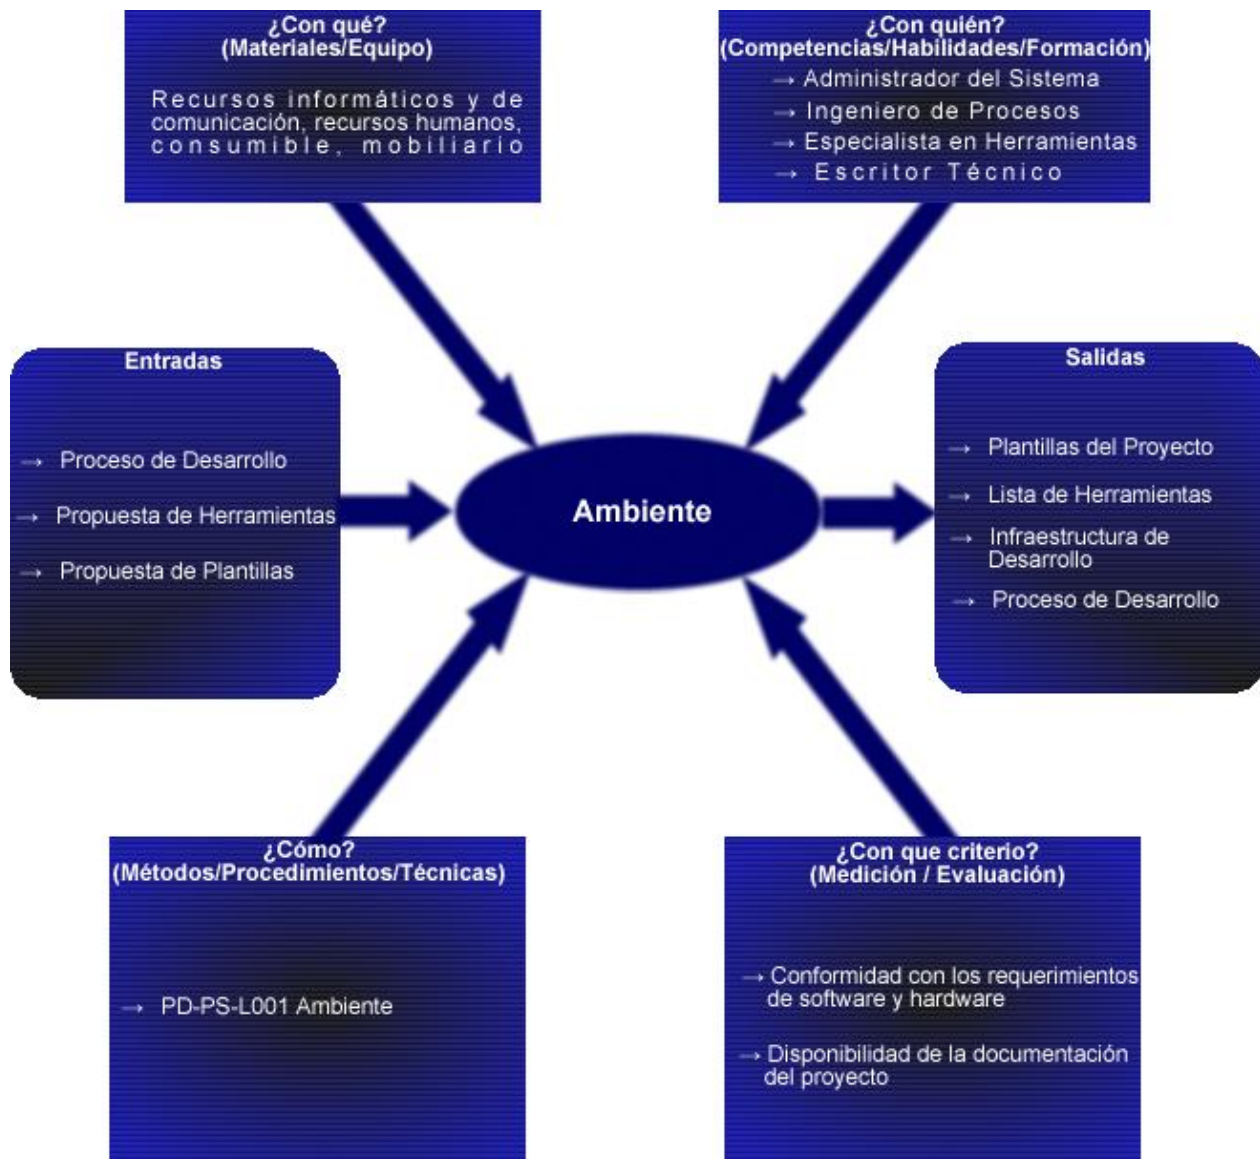 ¿Con qué?
(Materiales/Equipo)
Recursos informáticos y de
comunicación, recursos humanos,
consumible, mobiliario
¿Con quién?
(Competencias/Habilidades/Formación)
→ Administrador del Sistema
→ Ingeniero de Procesos
→ Especialista en Herramientas
→ Escritor Técnico
Entradas
→ Proceso de Desarrollo
→ Propuesta de Herramientas
→ Propuesta de Plantillas
Ambiente
Salidas
→ Plantillas del Proyecto
→ Lista de Herramientas
→ Infraestructura de
Desarrollo
→ Proceso de Desarrollo
¿Cómo?
(Métodos/Procedimientos/Técnicas)
→ PD-PS-L001 Ambiente
¿Con que criterio?
(Medición / Evaluación)
→ Conformidad con los requerimientos
de software y hardware
→ Disponibilidad de la documentación
del proyecto